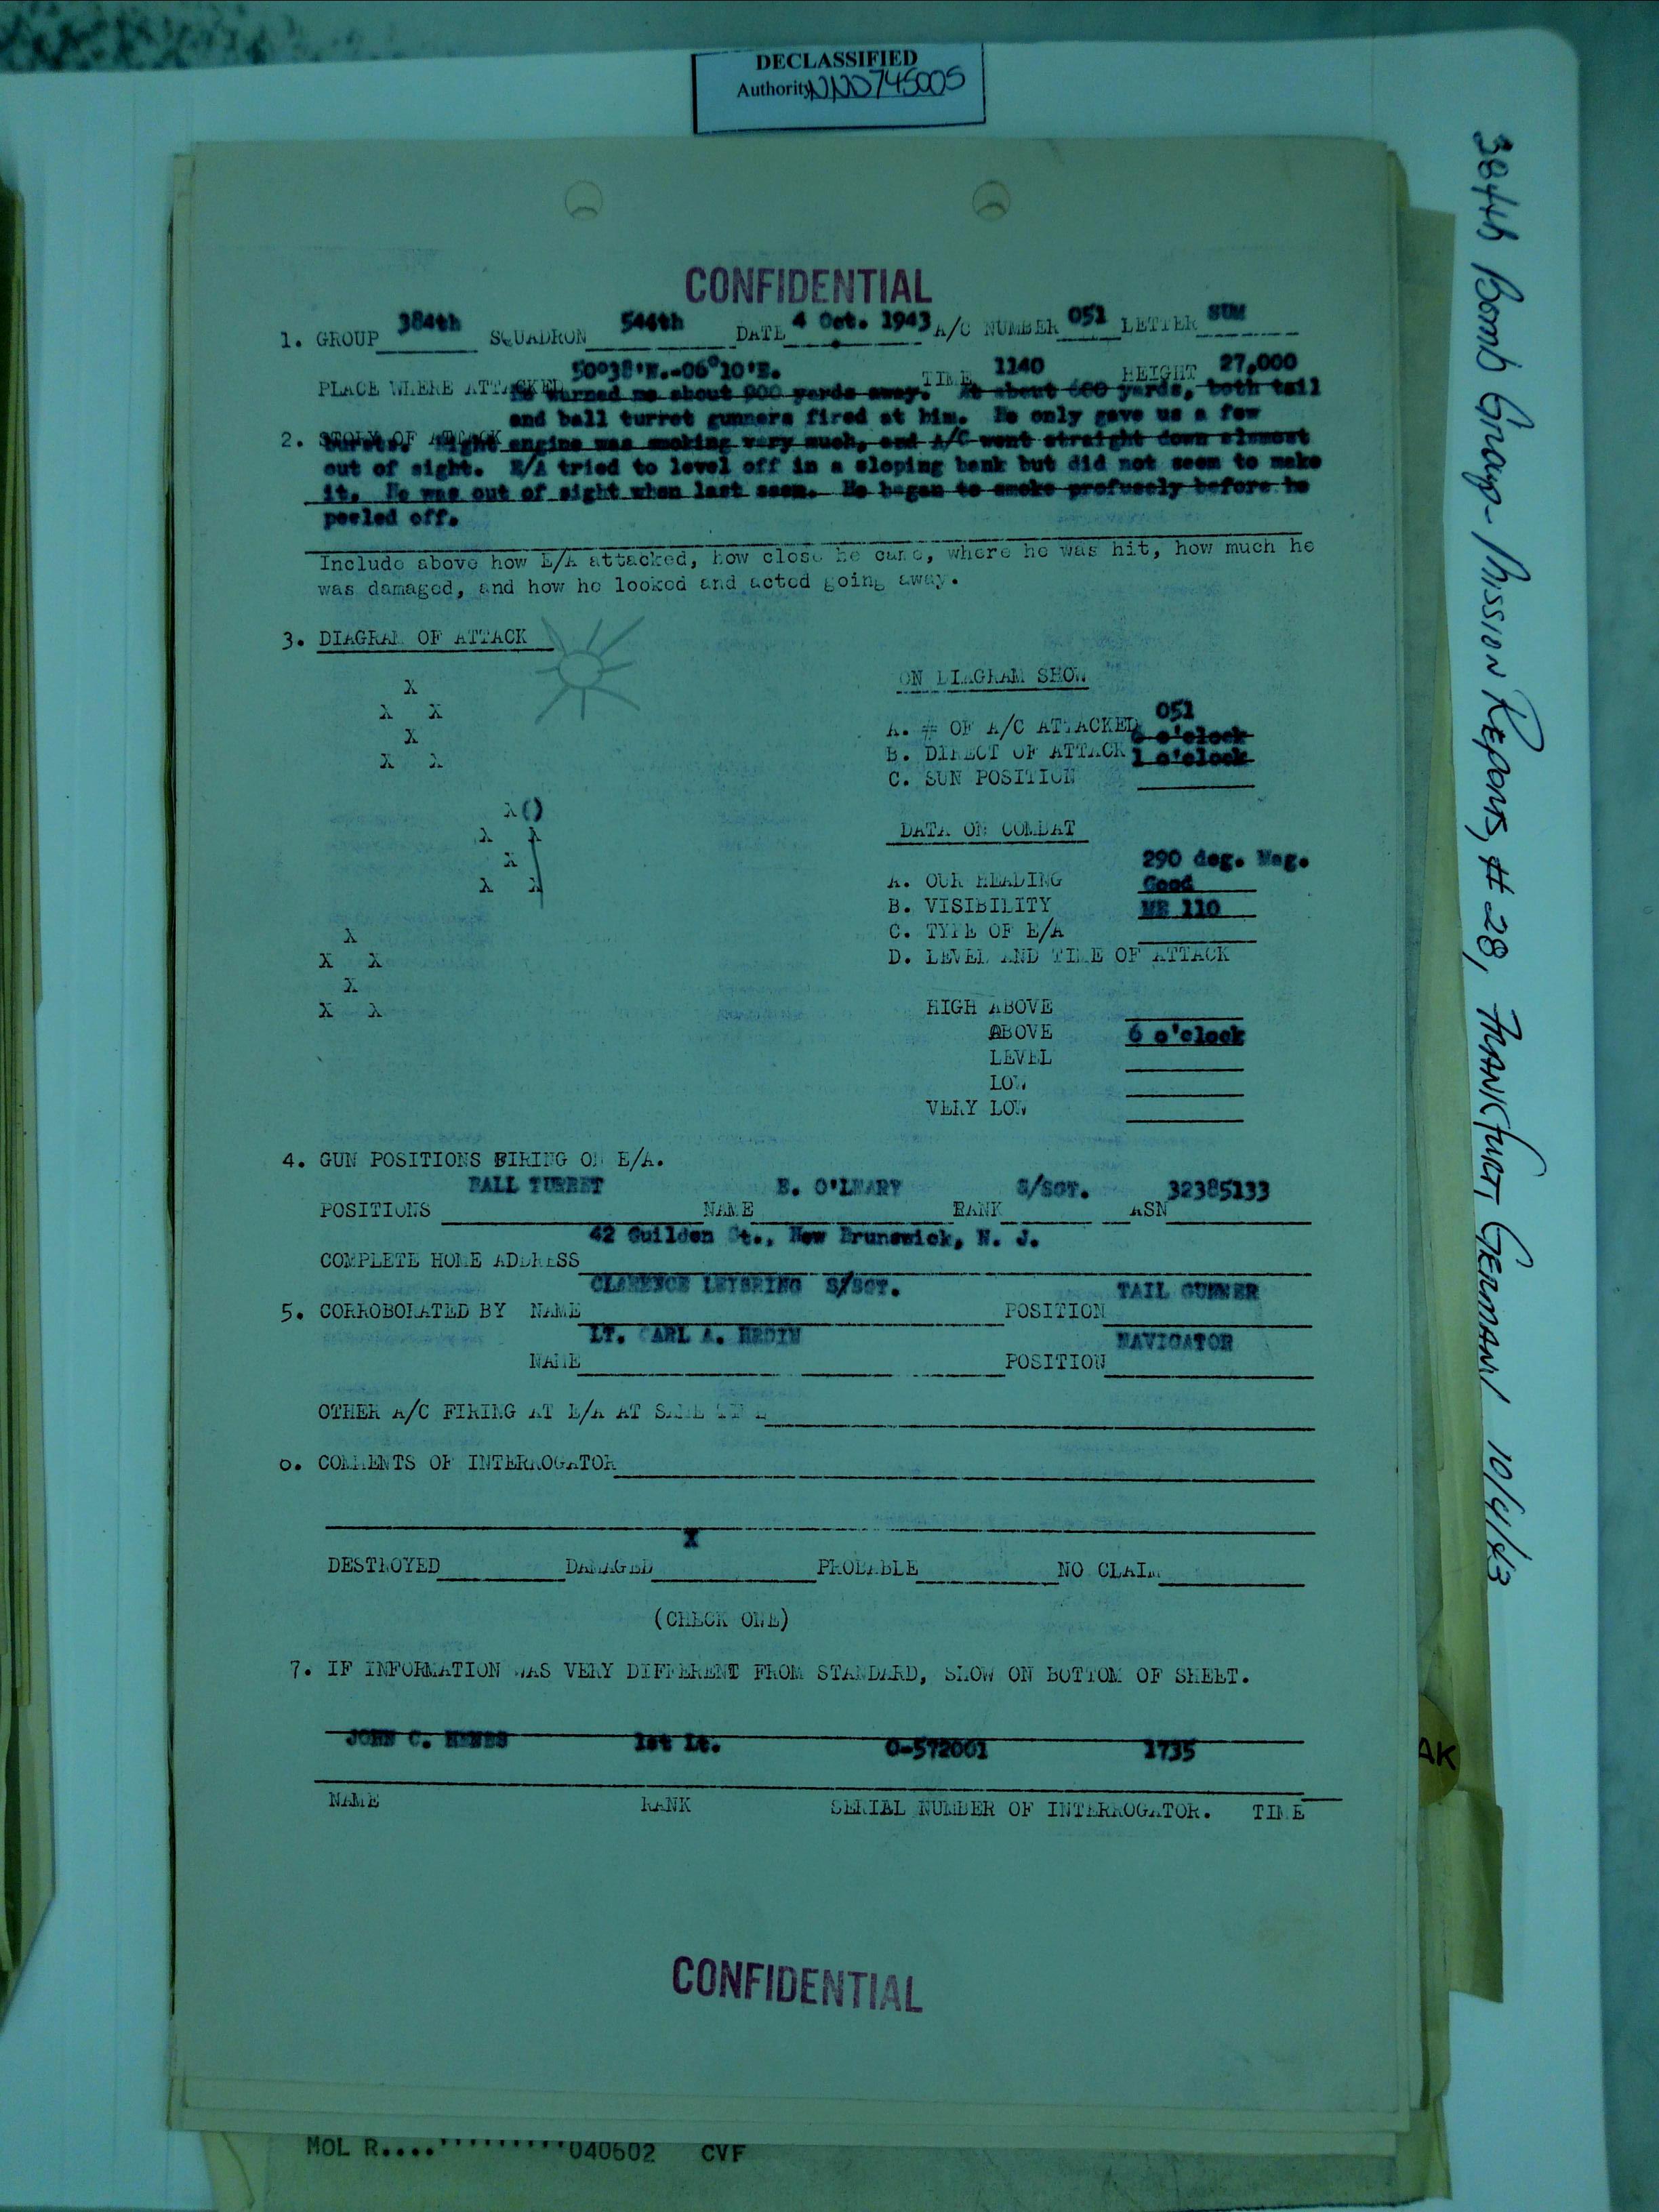 DECLASSIFIED
Authority NND745005
CONFIDENTIAL
1. GROUP 384th SQUADRON 544th DATE 4 Oct. 1943 A/C NUMBER 051 LETTER SUM
PLACE WHERE ATTACKED 50°38'N.-06°10'E. TIME 1140 HEIGHT 27,000
He turned me about 900 yards away. At about 600 yards, both tail
and ball turret gunners fired at him. He only gave us a few
2. STORY OF ATTACK
bursts. Right engine was smoking very much, and A/C went straight down almost
out of sight. E/A tried to level off in a sloping bank but did not seem to make
it. He was out of sight when last seen. He began to smoke profusely before he
peeled off.
Include above how E/A attacked, how close he came, where he was hit, how much he
was damaged, and how he looked and acted going away.
3. DIAGRAM OF ATTACK
X
X X
X
X X
X()
X X
X
X X
X
X X
X
X X
ON DIAGRAM SHOW
A. # OF A/C ATTACKED 051
B. DIRECT OF ATTACK 6 o'clock
C. SUN POSITION 1 o'clock
DATA ON COMBAT
A. OUR HEADING 290 deg. Mag.
B. VISIBILITY Good
C. TYPE OF E/A ME 110
D. LEVEL AND TIME OF ATTACK
HIGH ABOVE
ABOVE 6 o'clock
LEVEL
LOW
VERY LOW
4. GUN POSITIONS FIRING ON E/A.
POSITIONS BALL TURRET NAME E. O'LEARY RANK S/SGT. ASN 32385133
COMPLETE HOME ADDRESS 42 Guilden St., New Brunswick, N. J.
5. CORROBORATED BY NAME CLARENCE S/SGT. POSITION TAIL GUNNER
NAME LT. CARL A. HEDIN POSITION NAVIGATOR
OTHER A/C FIRING AT E/A AT SAME TIME
6. COMMENTS OF INTERROGATOR
DESTROYED DAMAGED X PROBABLE NO CLAIM
(CHECK ONE)
7. IF INFORMATION WAS VERY DIFFERENT FROM STANDARD, SHOW ON BOTTOM OF SHEET.
JOHN C. HENES 1st Lt. O-572001 1735
NAME RANK SERIAL NUMBER OF INTERROGATOR. TIME
CONFIDENTIAL
MOL R.... 040602 CVF
AK
384th Bomb Group-Mission Reports, #28, Frankfurt, Germany 10/4/43